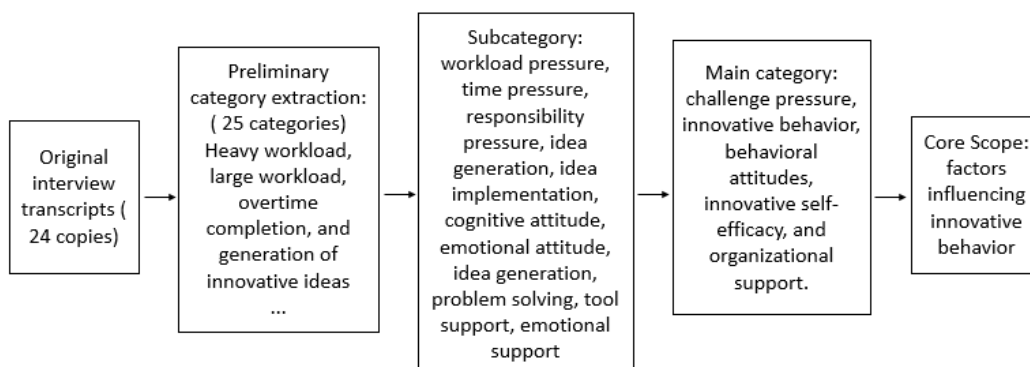 Original
interview
transcripts (
24 copies)
Preliminary
category extraction:
( 25 categories)
Heavy workload,
large workload,
overtime
completion, and
generation of
innovative ideas
...
Subcategory:
workload pressure,
time pressure,
responsibility
pressure, idea
generation, idea
implementation,
cognitive attitude,
emotional attitude,
idea generation,
problem solving, tool
support, emotional
support
Main category:
challenge pressure,
innovative behavior,
behavioral
attitudes,
innovative self-
efficacy, and
organizational
support.
Core Scope:
factors
influencing
innovative
behavior